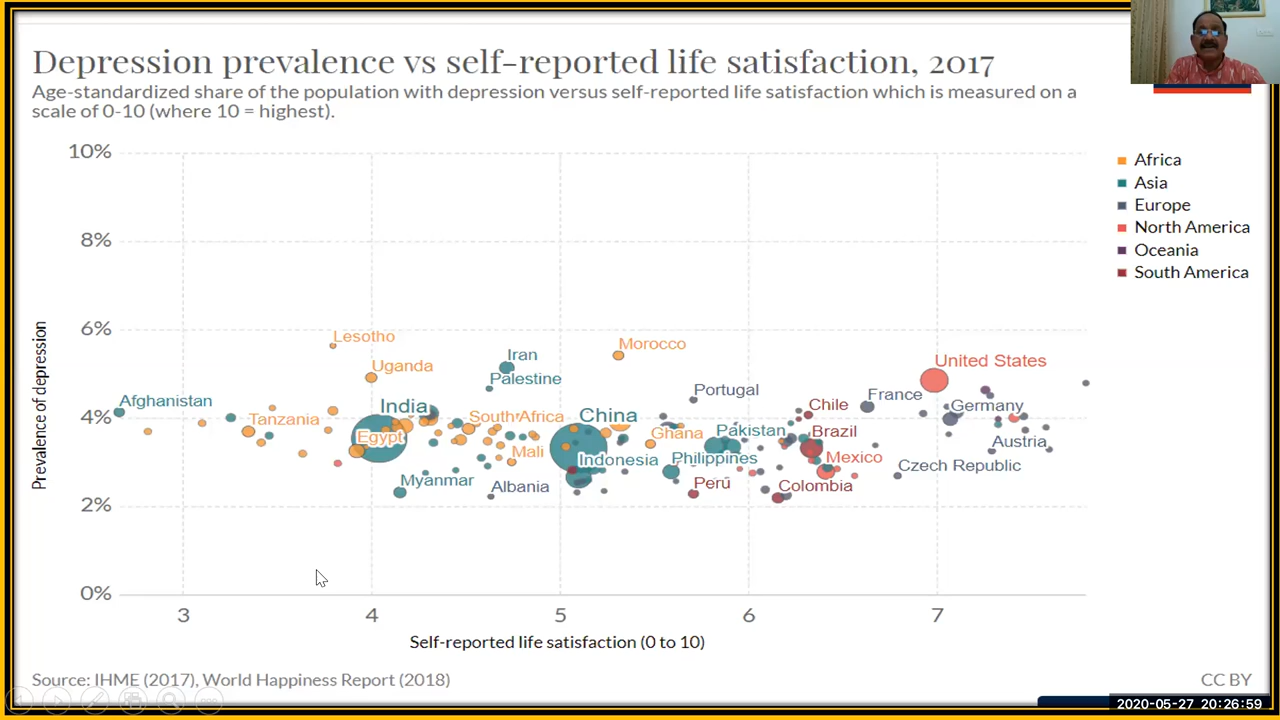 Depression prevalence vs self-reported life satisfaction, 2017
Age-standardized share of the population with depression versus self-reported life satisfaction which is measured on a
scale of 0-10 (where 10 = highest).
10%
8%
6%
4%
2%
0%
Prevalence of depression
Africa
Asia
Europe
North America
Oceania
South America
Lesotho
Iran
Morocco
Uganda
Palestine
United States
Afghanistan
Portugal
France
India
Tanzania
South Africa
China
Chile
Germany
Egypt
Ghana
Pakistan
Brazil
Austria
Mali
Indonesia
Philippines
Mexico
Czech Republic
Myanmar
Albania
Perū
Colombia
3
4
5
6
7
Self-reported life satisfaction (0 to 10)
Source: IHME (2017), World Happiness Report (2018)
CC BY
2020-05-27 20:26:59